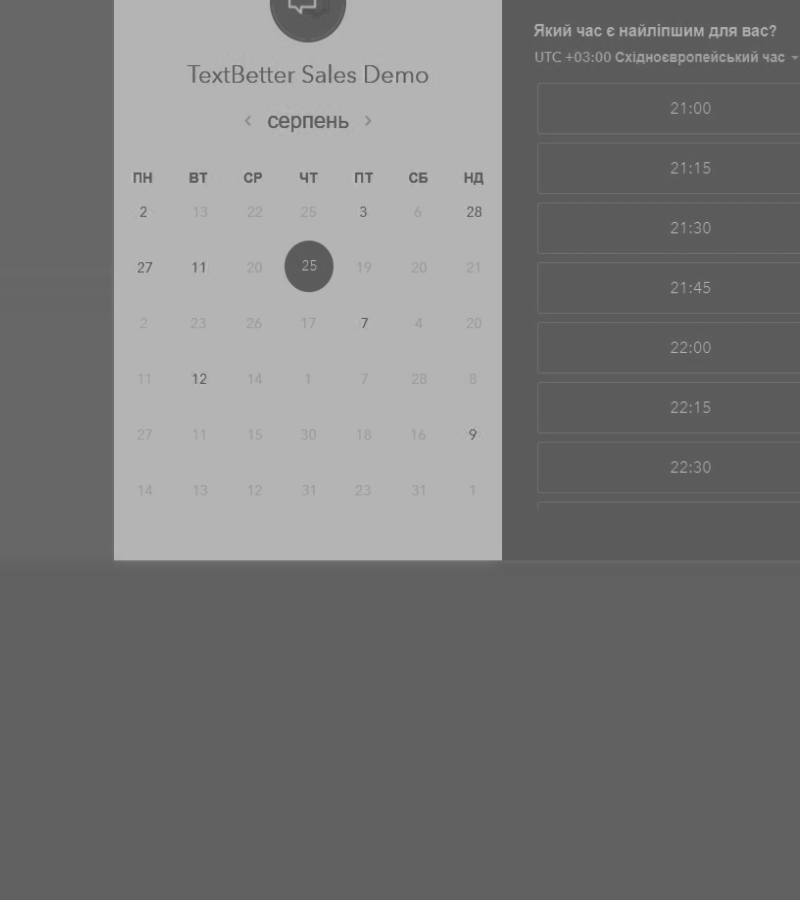 TextBetter Sales Demo
‹ серпень ›
ПН ВТ СР ЧТ ПТ СБ НД
2 13 22 25 3 6 28
27 11 20 25 19 20 21
2 23 26 17 7 4 20
11 12 14 1 7 28 8
27 11 15 30 18 16 9
14 13 12 31 23 31 1
Який час є найліпшим для вас?
UTC +03:00 Східноєвропейський час
21:00
21:15
21:30
21:45
22:00
22:15
22:30